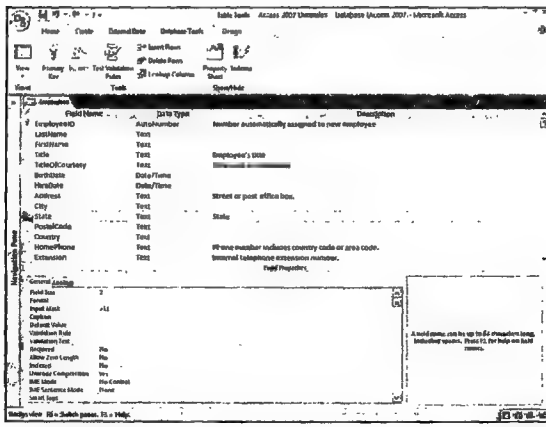 Table Tools Access 2007 : Database (Access 2007) - Microsoft Access
Home Create External Data Database Tools Design
View Primary Key Test Validation Rules Insert Rows Delete Rows Lookup Column Property Sheet Indexes
Views Tools Show/Hide
Employees
Field Name Data Type Description
EmployeeID AutoNumber Number automatically assigned to new employee
LastName Text
FirstName Text
Title Text Employee's title
TitleOfCourtesy Text
BirthDate Date/Time
HireDate Date/Time
Address Text Street or post office box.
City Text
State Text State
PostalCode Text
Country Text
HomePhone Text Phone number includes country code or area code.
Extension Text Internal telephone extension number.
Navigation Pane
Field Properties
General Lookup
Field Size 2
Format
Input Mask >LL
Caption
Default Value
Validation Rule
Validation Text
Required No
Allow Zero Length No
Indexed No
Unicode Compression Yes
IME Mode No Control
IME Sentence Mode None
Smart Tags
A field name can be up to 64 characters long, including spaces. Press F1 for help on field names.
Design view. F6 = Switch panes. F1 = Help.